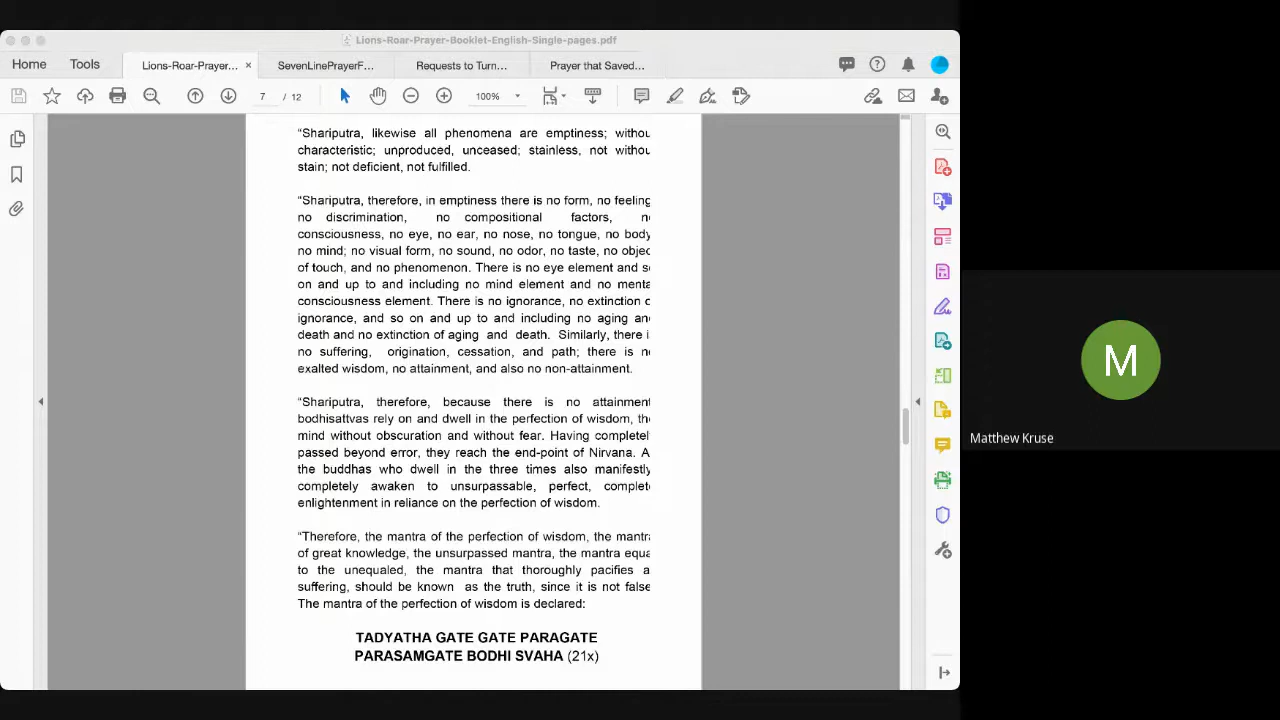 Lions-Roar-Prayer-Booklet-English-Single-pages.pdf
Home Tools Lions-Roar-Prayer... × SevenLinePrayerF... Requests to Turn... Prayer that Saved...
7 / 12 100%
“Shariputra, likewise all phenomena are emptiness; withou
characteristic; unproduced, unceased; stainless, not withou
stain; not deficient, not fulfilled.
“Shariputra, therefore, in emptiness there is no form, no feeling
no discrimination, no compositional factors, n
consciousness, no eye, no ear, no nose, no tongue, no body
no mind; no visual form, no sound, no odor, no taste, no objec
of touch, and no phenomenon. There is no eye element and s
on and up to and including no mind element and no menta
consciousness element. There is no ignorance, no extinction o
ignorance, and so on and up to and including no aging an
death and no extinction of aging and death. Similarly, there i
no suffering, origination, cessation, and path; there is n
exalted wisdom, no attainment, and also no non-attainment.
“Shariputra, therefore, because there is no attainment
bodhisattvas rely on and dwell in the perfection of wisdom, th
mind without obscuration and without fear. Having completel
passed beyond error, they reach the end-point of Nirvana. A
the buddhas who dwell in the three times also manifestly
completely awaken to unsurpassable, perfect, complet
enlightenment in reliance on the perfection of wisdom.
“Therefore, the mantra of the perfection of wisdom, the mantra
of great knowledge, the unsurpassed mantra, the mantra equa
to the unequaled, the mantra that thoroughly pacifies a
suffering, should be known as the truth, since it is not false
The mantra of the perfection of wisdom is declared:
TADYATHA GATE GATE PARAGATE
PARASAMGATE BODHI SVAHA (21x)
M
Matthew Kruse